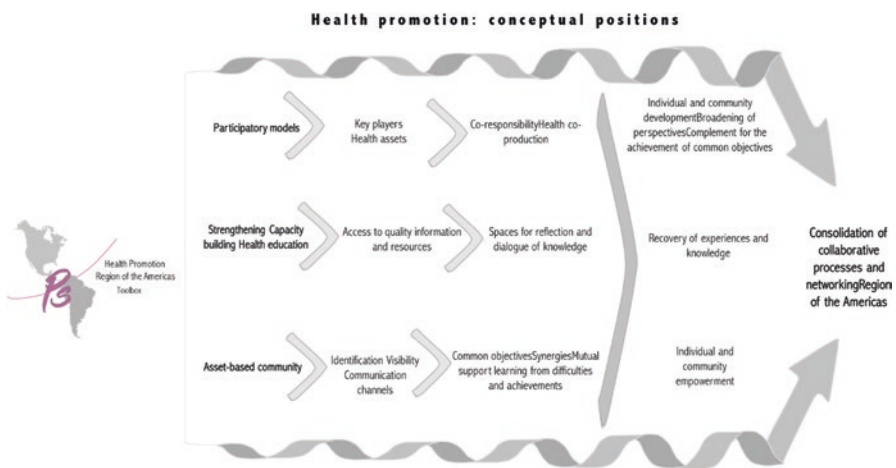 Health promotion: conceptual positions
Participatory models
Key players
Health assets
Co-responsibilityHealth co-
production
Individual and community
developmentBroadening of
perspectivesComplement for the
achievement of common objectives
Strengthening Capacity
building Health education
Access to quality information
and resources
Spaces for reflection and
dialogue of knowledge
Recovery of experiences and
knowledge
Consolidation of
collaborative
processes and
networkingRegion
of the Americas
Ps
Health Promotion
Region of the Americas
Toolbox
Asset-based community
Identification Visibility
Communication
channels
Common objectivesSynergiesMutual
support learning from difficulties
and achievements
Individual and
community
empowerment